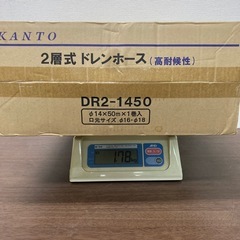 KANTO
2層式 ドレンホース (高耐候性)
DR2-1450
φ14×50m×1巻入
口元サイズ φ16・φ18
178